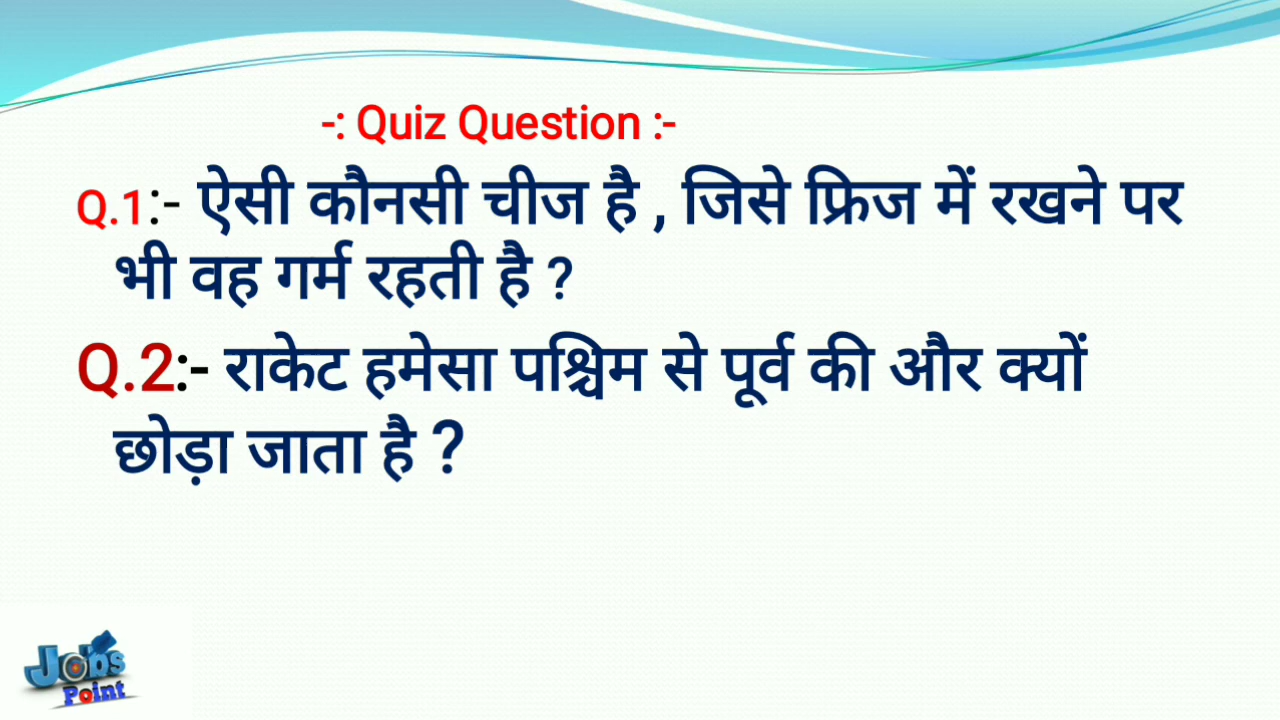 -: Quiz Question :-
Q.1:- ऐसी कौनसी चीज है , जिसे फ्रिज में रखने पर
भी वह गर्म रहती है ?
Q.2:- राकेट हमेसा पश्चिम से पूर्व की और क्यों
छोड़ा जाता है ?
Jobs
Point